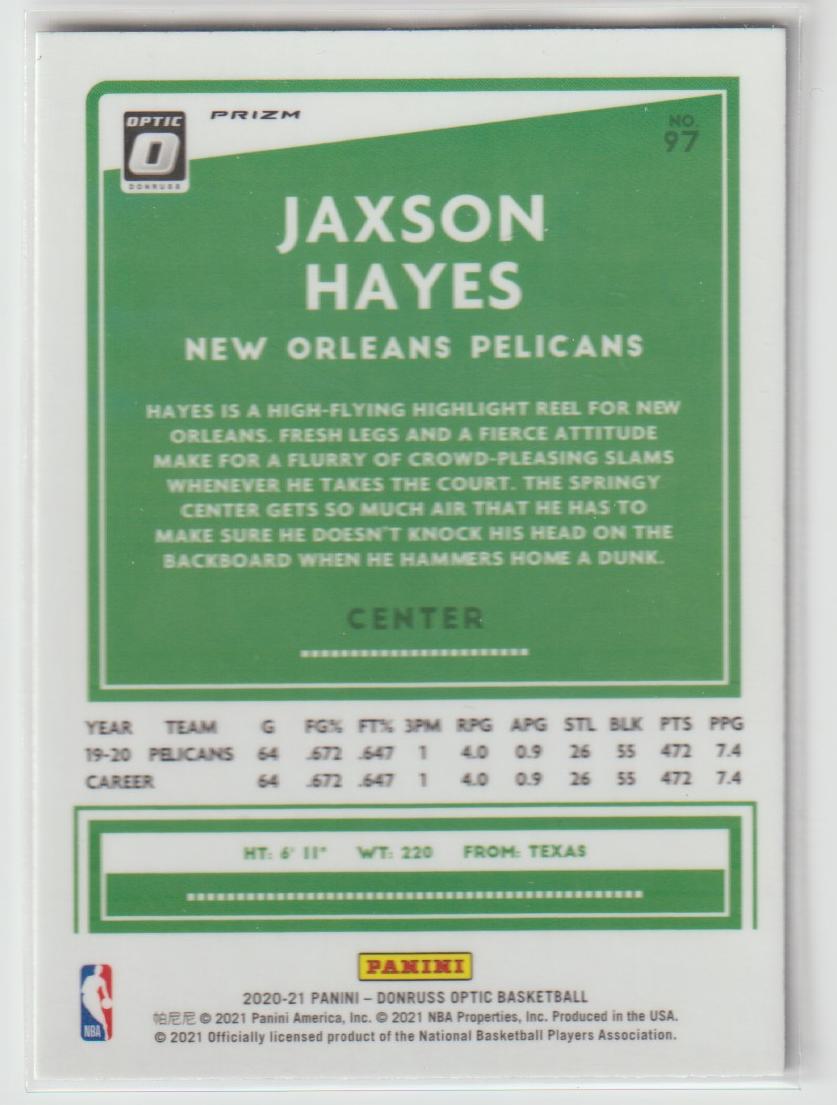 OPTIC
O
DONRUSS
PRIZM
NO.
97
JAXSON
HAYES
NEW ORLEANS PELICANS
HAYES IS A HIGH-FLYING HIGHLIGHT REEL FOR NEW
ORLEANS. FRESH LEGS AND A FIERCE ATTITUDE
MAKE FOR A FLURRY OF CROWD-PLEASING SLAMS
WHENEVER HE TAKES THE COURT. THE SPRINGY
CENTER GETS SO MUCH AIR THAT HE HAS TO
MAKE SURE HE DOESN'T KNOCK HIS HEAD ON THE
BACKBOARD WHEN HE HAMMERS HOME A DUNK.
CENTER
YEAR TEAM G FG% FT% 3PM RPG APG STL BLK PTS PPG
19-20 PELICANS 64 .672 .647 1 4.0 0.9 26 55 472 7.4
CAREER 64 .672 .647 1 4.0 0.9 26 55 472 7.4
HT: 6' 11" WT: 220 FROM: TEXAS
PANINI
NBA
2020-21 PANINI – DONRUSS OPTIC BASKETBALL
帕尼尼 © 2021 Panini America, Inc. © 2021 NBA Properties, Inc. Produced in the USA.
© 2021 Officially licensed product of the National Basketball Players Association.